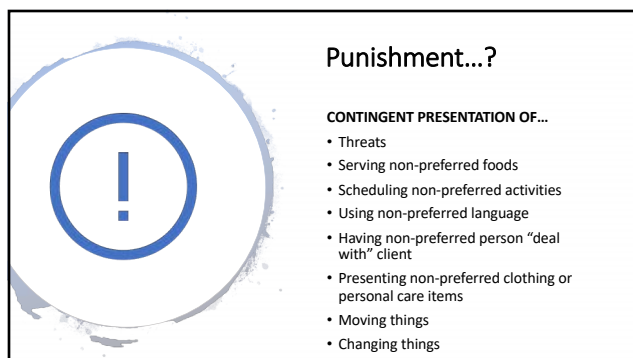 Punishment...?
CONTINGENT PRESENTATION OF...
• Threats
• Serving non-preferred foods
• Scheduling non-preferred activities
• Using non-preferred language
• Having non-preferred person “deal
with” client
• Presenting non-preferred clothing or
personal care items
• Moving things
• Changing things